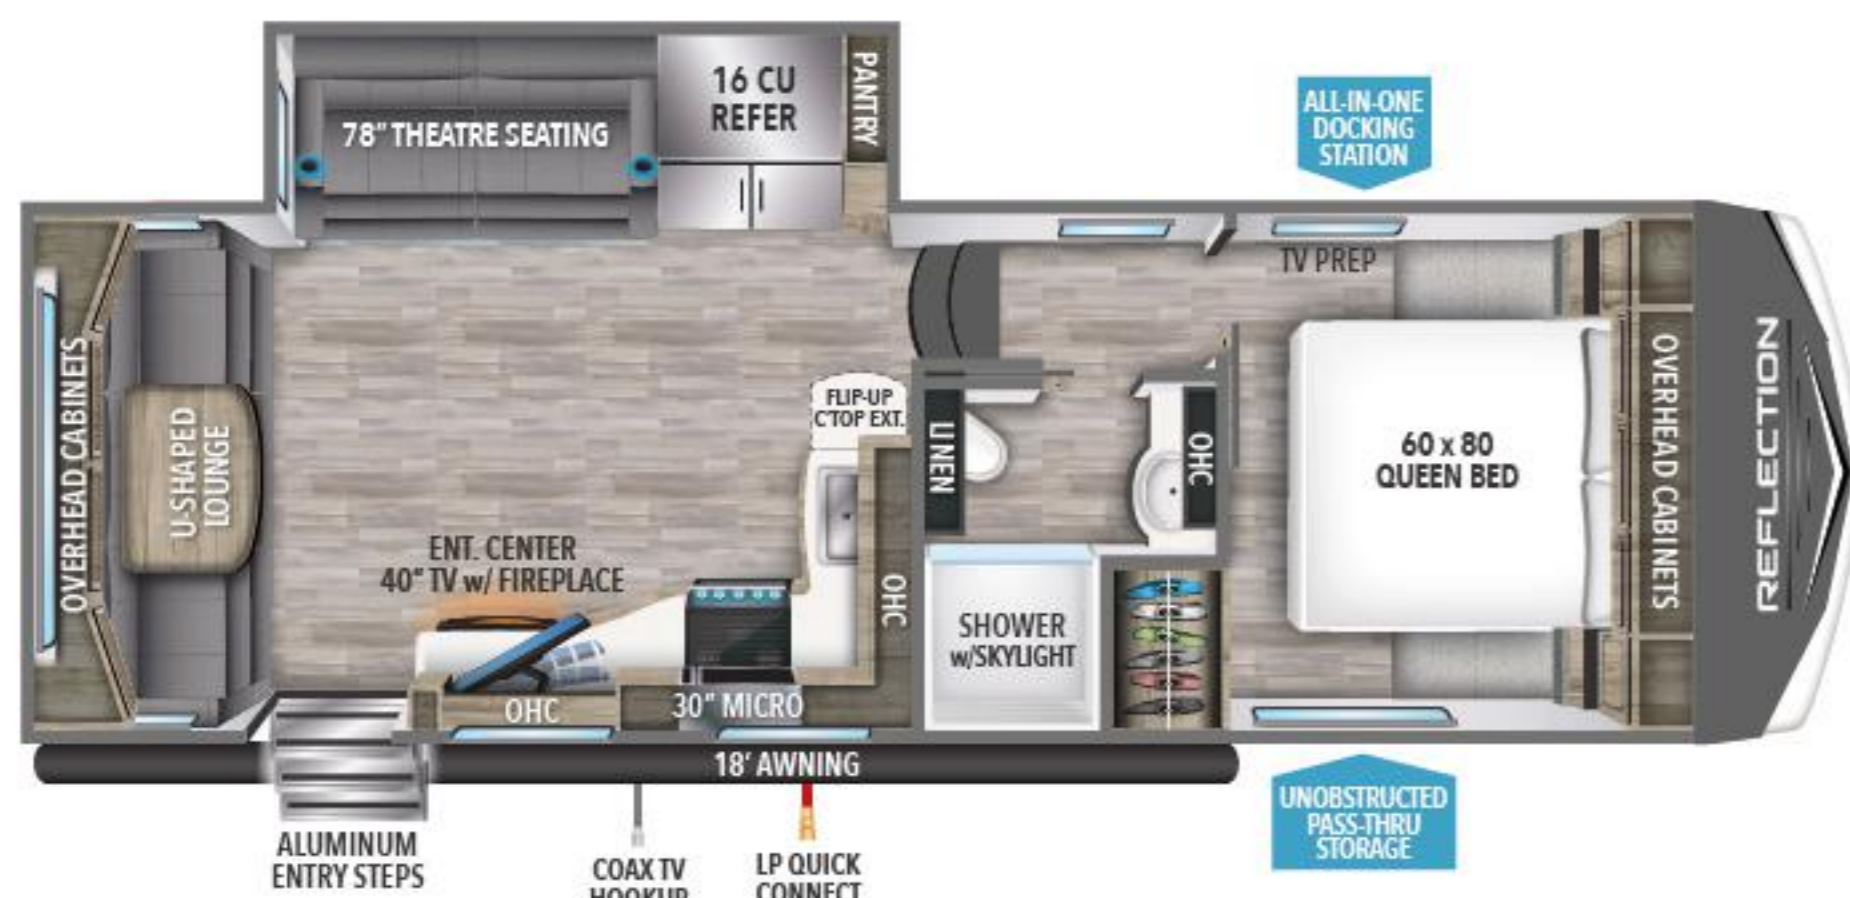 16 CU
REFER
PANTRY
78" THEATRE SEATING
ALL-IN-ONE
DOCKING
STATION
TV PREP
OVERHEAD CABINETS
U-SHAPED
LOUNGE
FLIP-UP
C'TOP EXT.
LINEN
OHC
60 x 80
QUEEN BED
OVERHEAD CABINETS
REFLECTION
ENT. CENTER
40" TV w/ FIREPLACE
OHC
SHOWER
w/SKYLIGHT
OHC
30" MICRO
18' AWNING
ALUMINUM
ENTRY STEPS
COAX TV
HOOKUP
LP QUICK
CONNECT
UNOBSTRUCTED
PASS-THRU
STORAGE